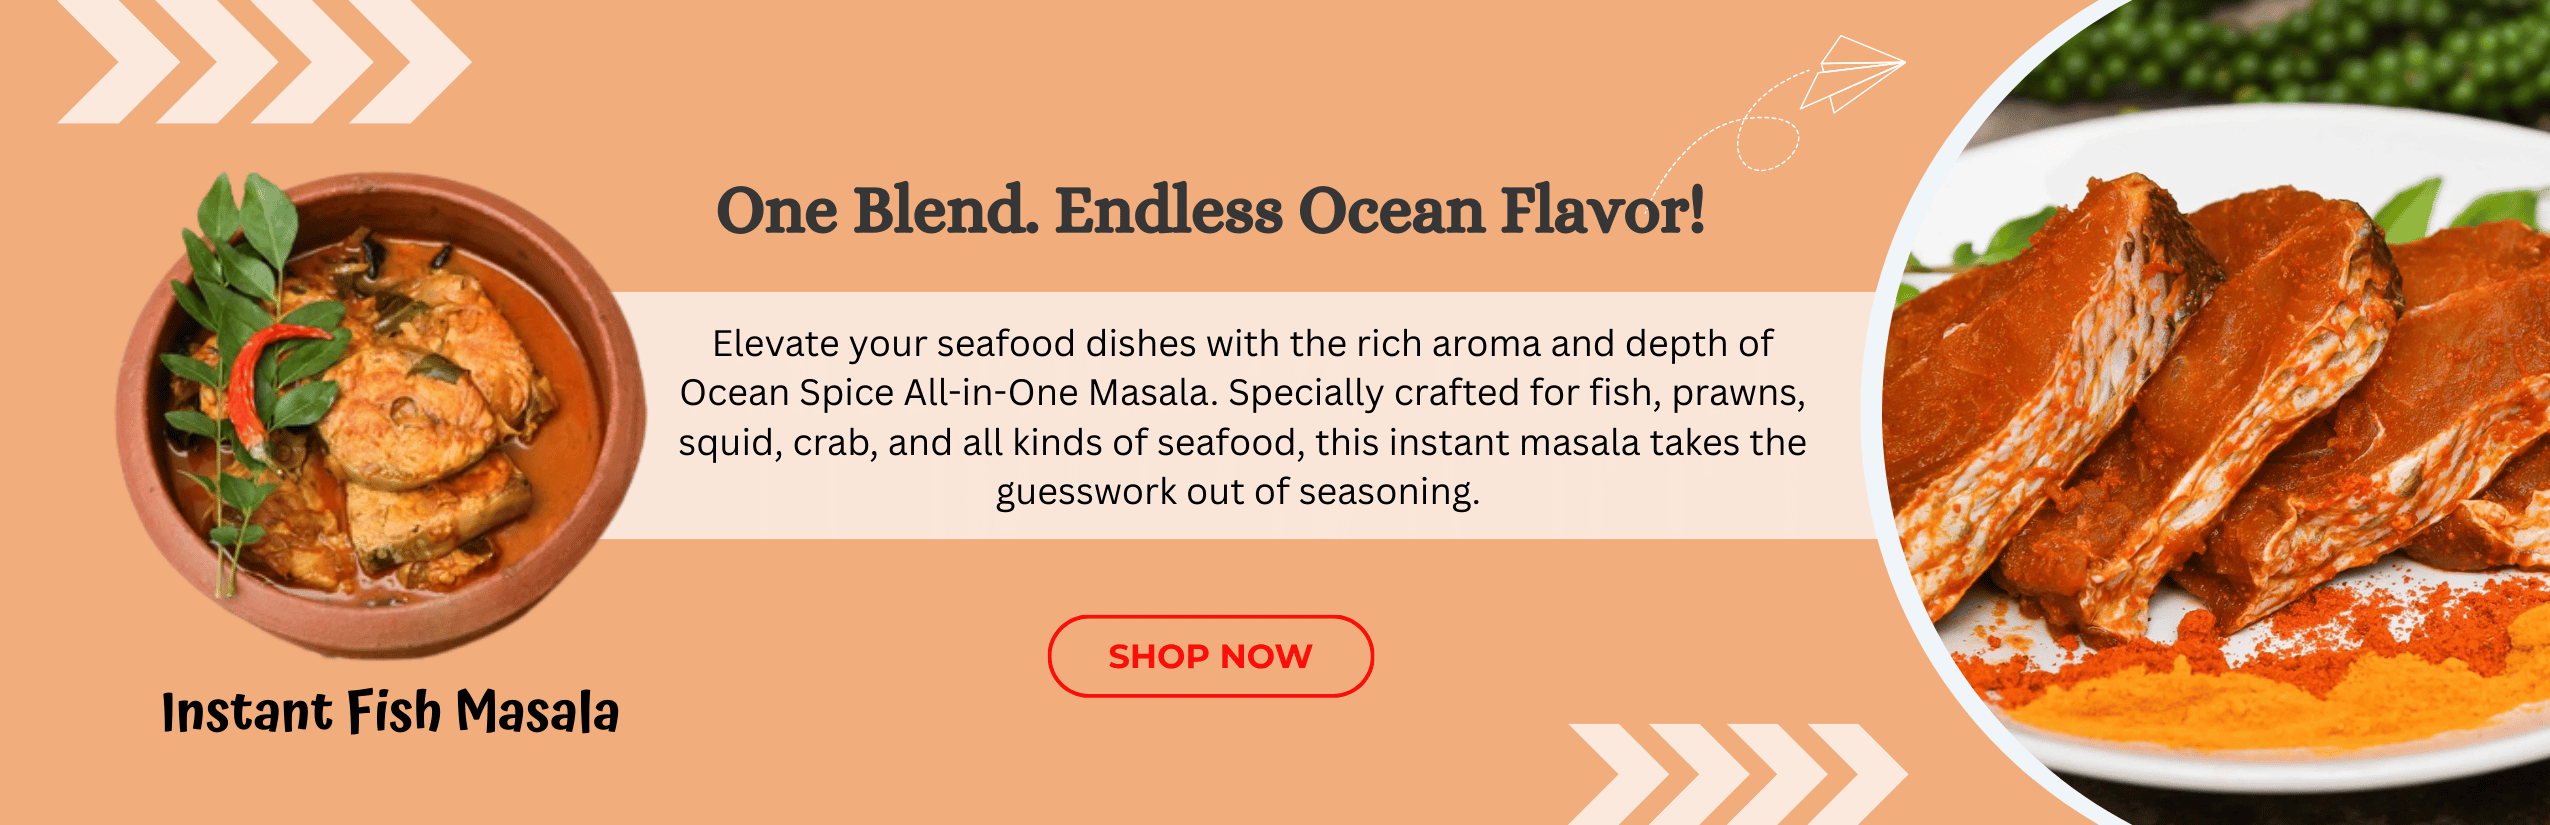 One Blend. Endless Ocean Flavor!
Elevate your seafood dishes with the rich aroma and depth of
Ocean Spice All-in-One Masala. Specially crafted for fish, prawns,
squid, crab, and all kinds of seafood, this instant masala takes the
guesswork out of seasoning.
SHOP NOW
Instant Fish Masala